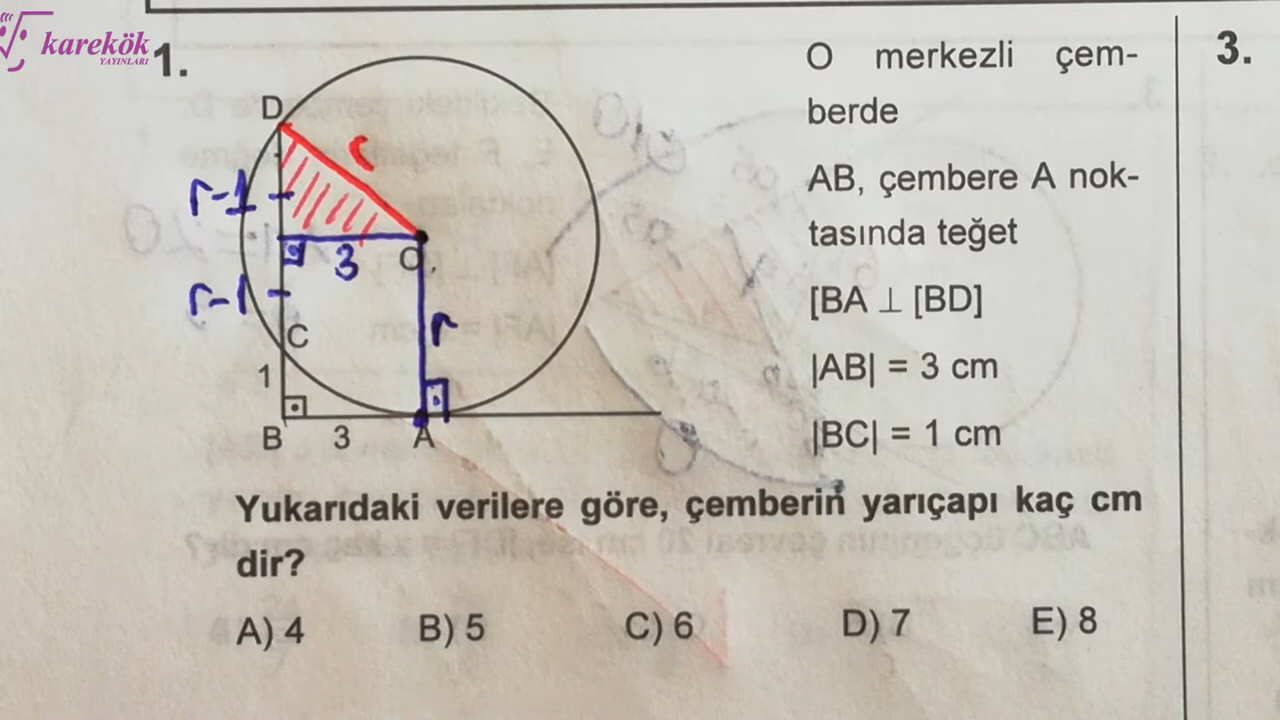 karekök
YAYINLARI
1.
3.
O merkezli çem-
berde
AB, çembere A nok-
tasında teğet
[BA ⊥ [BD]
|AB| = 3 cm
|BC| = 1 cm
D
r
r-1
3
O
r-1
r
C
1
B 3 A
Yukarıdaki verilere göre, çemberin yarıçapı kaç cm
dir?
A) 4 B) 5 C) 6 D) 7 E) 8